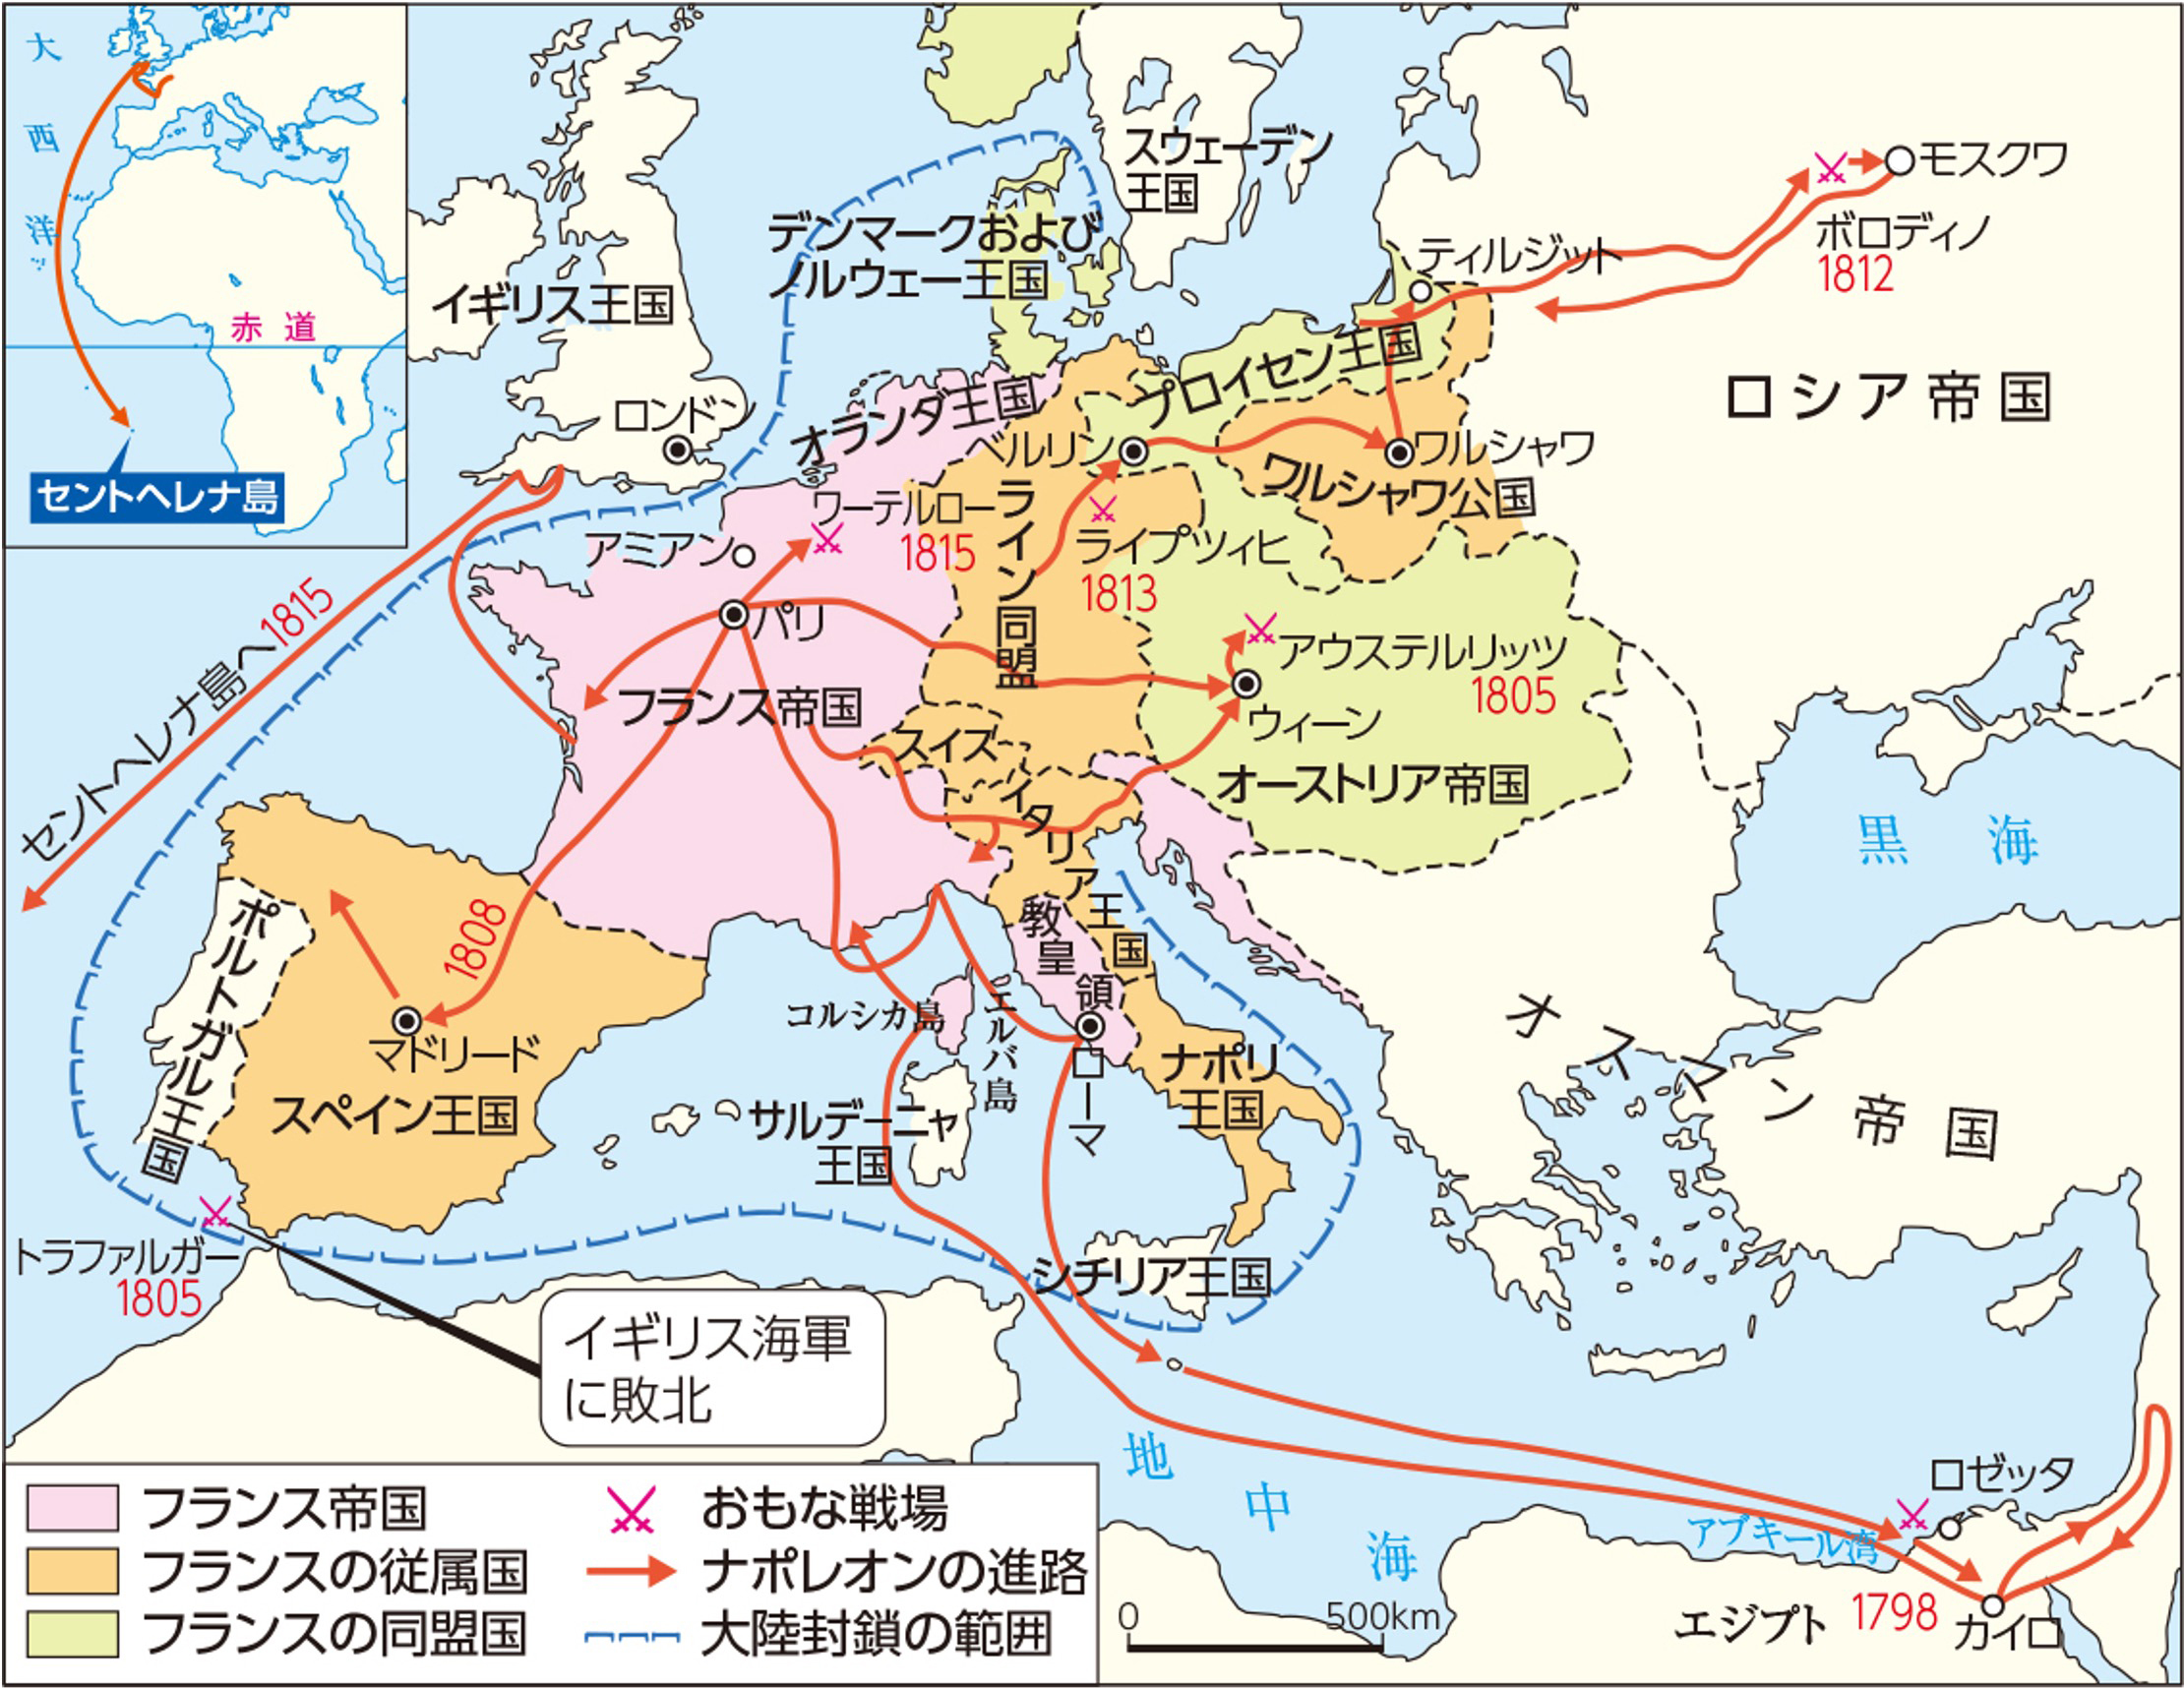 大西洋
赤道
セントヘレナ島
イギリス王国
ロンドン
デンマークおよび
ノルウェー王国
スウェーデン
王国
モスクワ
ボロディノ
1812
ティルジット
ロシア帝国
プロイセン王国
オランダ王国
ベルリン
ワルシャワ
ワルシャワ公国
ワーテルロー
1815
ライン同盟
ライプツィヒ
1813
アミアン
パリ
フランス帝国
アウステルリッツ
1805
ウィーン
オーストリア帝国
スイス
イタリア王国
セントヘレナ島へ1815
黒海
ポルトガル王国
1808
マドリード
スペイン王国
教皇領
コルシカ島
エルバ島
ローマ
ナポリ
王国
サルデーニャ
王国
シチリア王国
オスマン帝国
トラファルガー
1805
イギリス海軍
に敗北
地中海
ロゼッタ
アブキール湾
1798
エジプト
カイロ
フランス帝国
フランスの従属国
フランスの同盟国
おもな戦場
ナポレオンの進路
大陸封鎖の範囲
0 500km